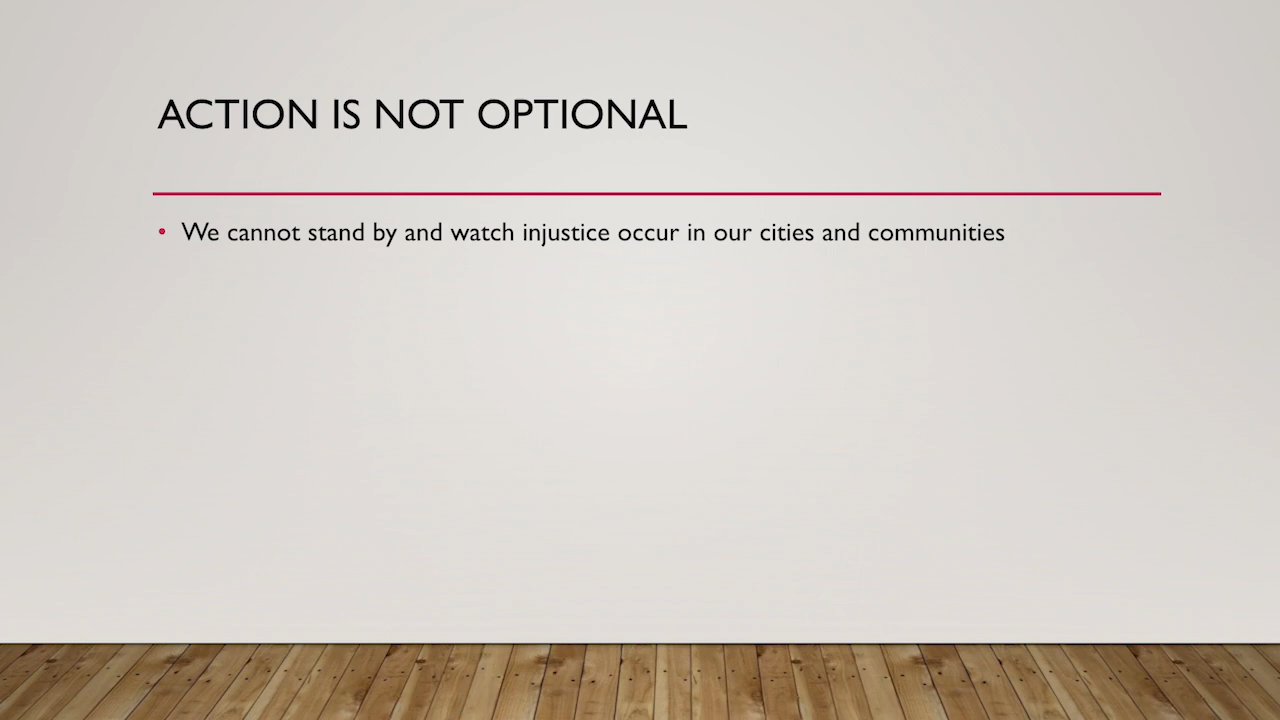 ACTION IS NOT OPTIONAL
• We cannot stand by and watch injustice occur in our cities and communities